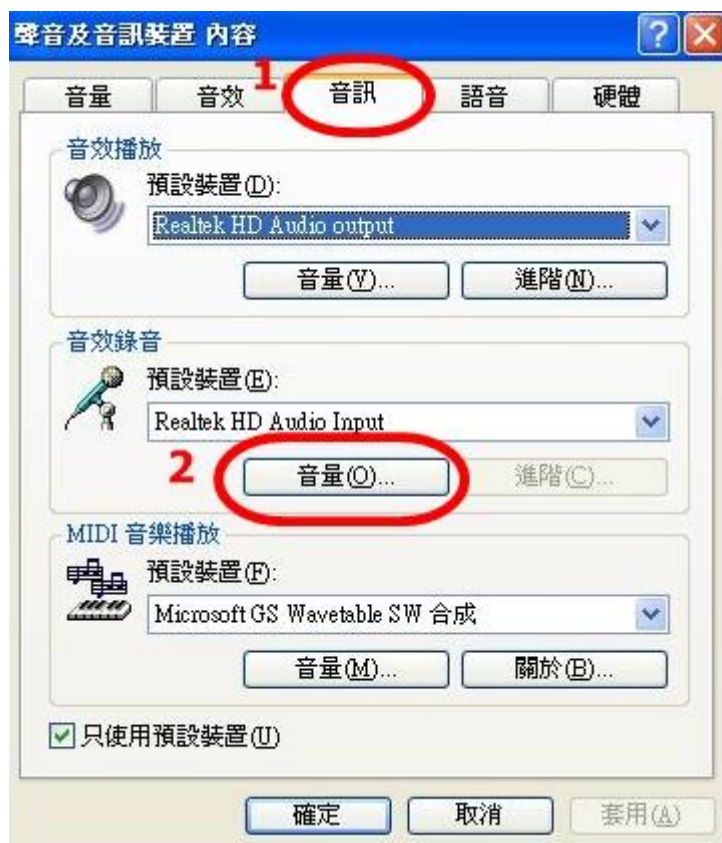 聲音及音訊裝置 內容
1
音量 音效 音訊 語音 硬體
音效播放
預設裝置(D):
Realtek HD Audio output
音量(V)... 進階(N)...
音效錄音
預設裝置(E):
Realtek HD Audio Input
2 音量(O)... 進階(C)...
MIDI 音樂播放
預設裝置(F):
Microsoft GS Wavetable SW 合成
音量(M)... 關於(B)...
只使用預設裝置(U)
確定 取消 套用(A)